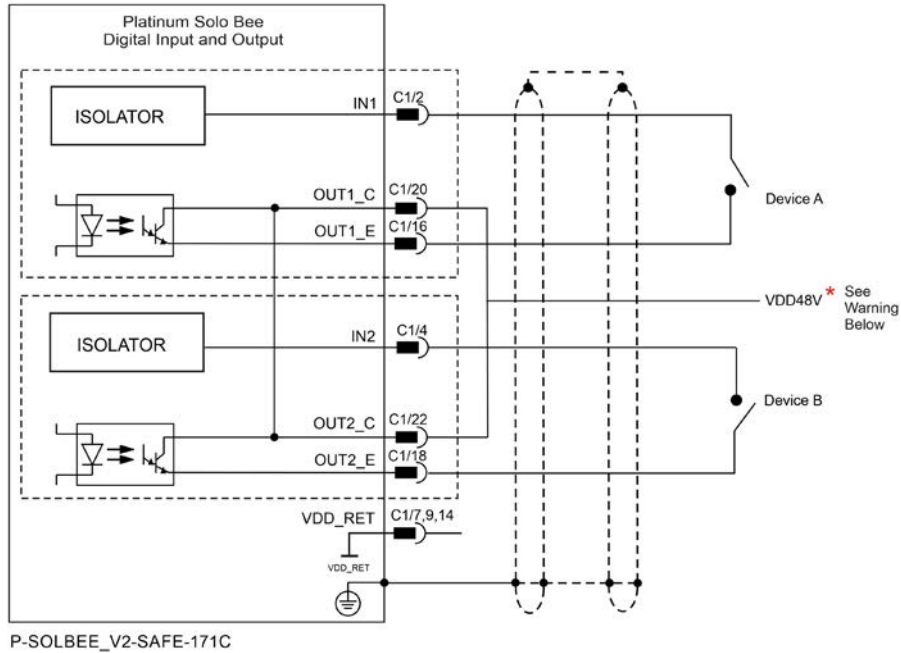 Platinum Solo Bee
Digital Input and Output
ISOLATOR
IN1
C1/2
OUT1_C
C1/20
OUT1_E
C1/16
Device A
VDD48V
* See
Warning
Below
ISOLATOR
IN2
C1/4
Device B
OUT2_C
C1/22
OUT2_E
C1/18
VDD_RET
C1/7,9,14
VDD_RET
P-SOLBEE_V2-SAFE-171C